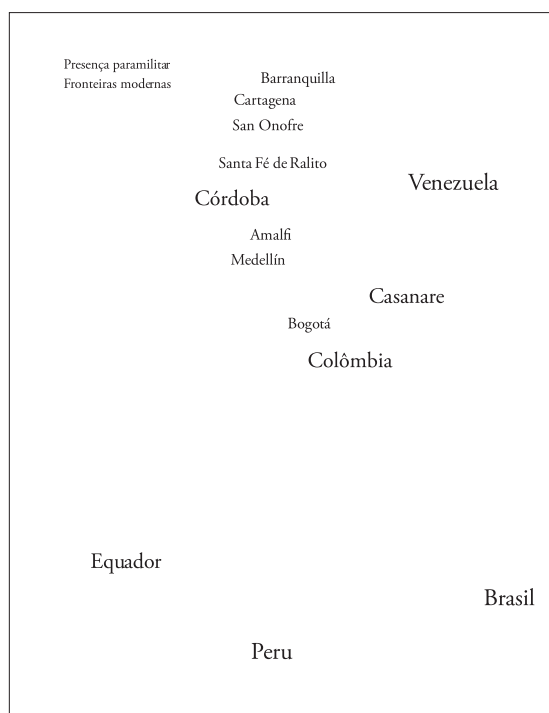 Presença paramilitar
Fronteiras modernas
Barranquilla
Cartagena
San Onofre
Santa Fé de Ralito
Venezuela
Córdoba
Amalfi
Medellín
Casanare
Bogotá
Colômbia
Equador
Brasil
Peru